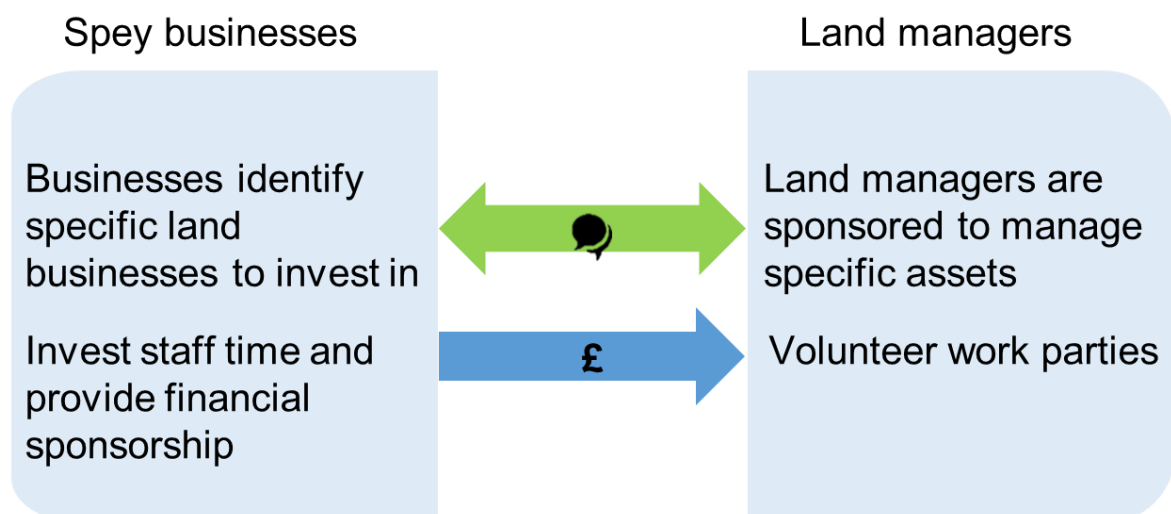 Spey businesses
Land managers
Businesses identify
specific land
businesses to invest in
Invest staff time and
provide financial
sponsorship
£
Land managers are
sponsored to manage
specific assets
Volunteer work parties